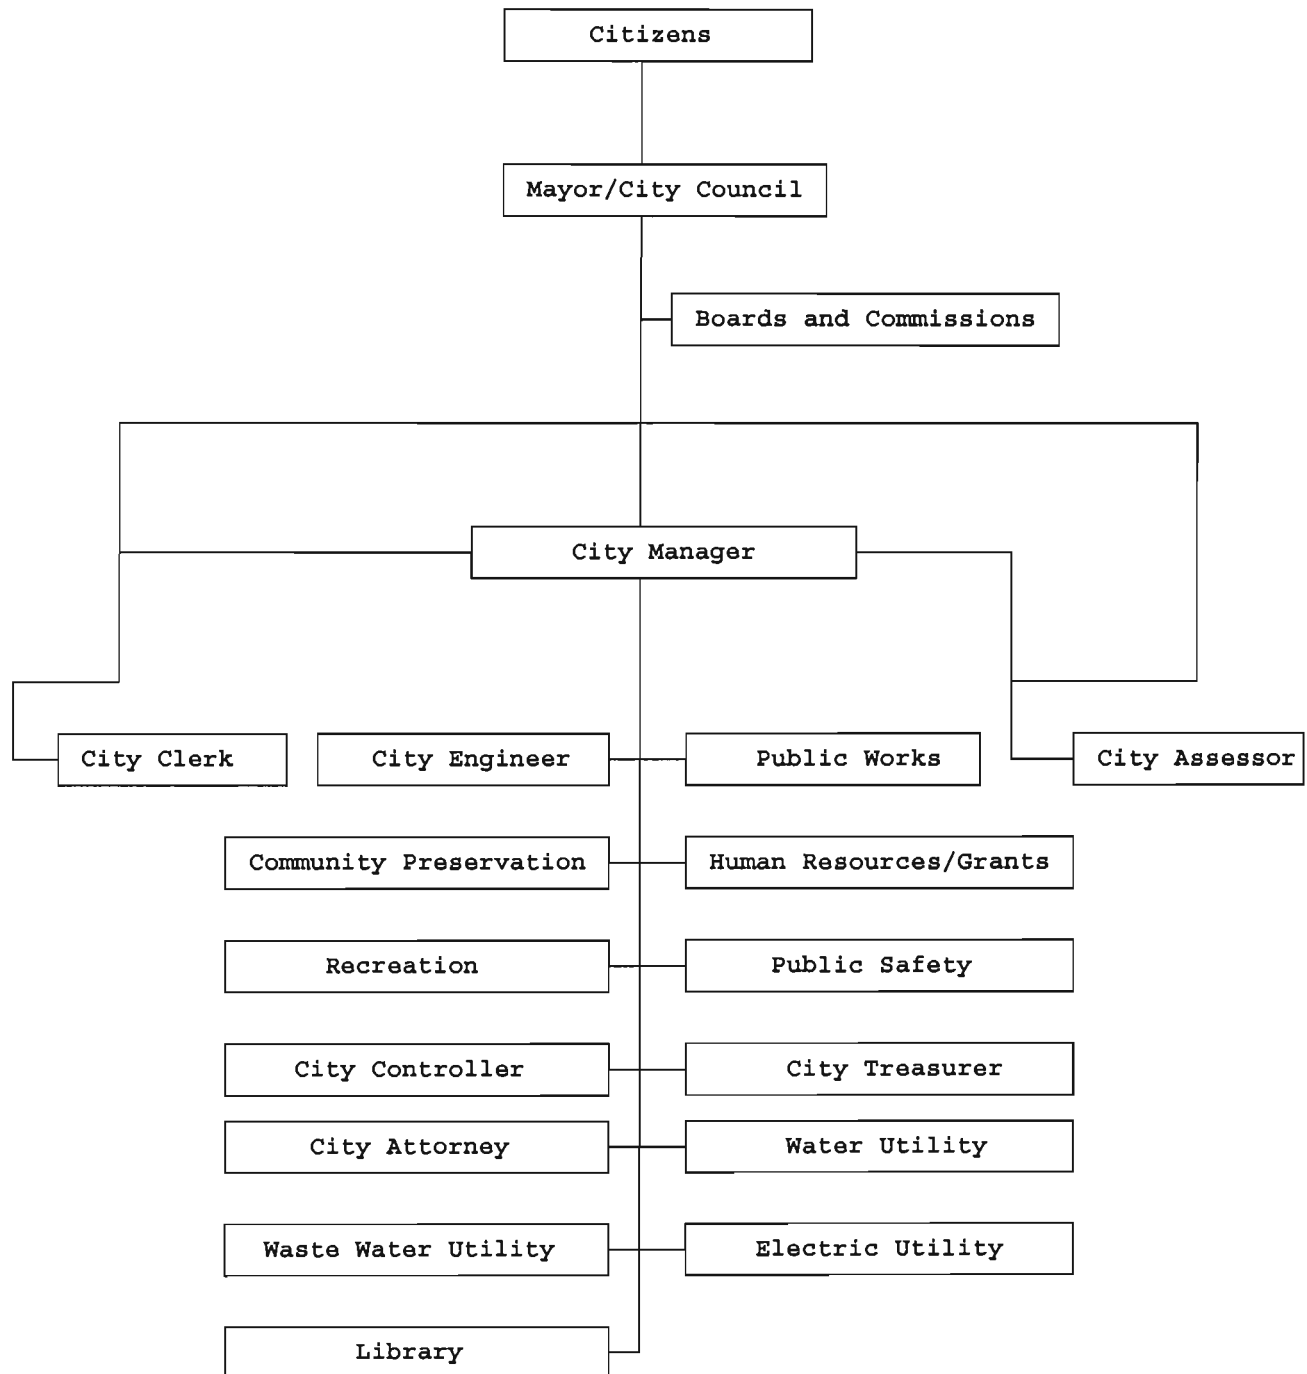 Citizens
Mayor/City Council
Boards and Commissions
City Manager
City Clerk
City Engineer
Public Works
City Assessor
Community Preservation
Human Resources/Grants
Recreation
Public Safety
City Controller
City Treasurer
City Attorney
Water Utility
Waste Water Utility
Electric Utility
Library